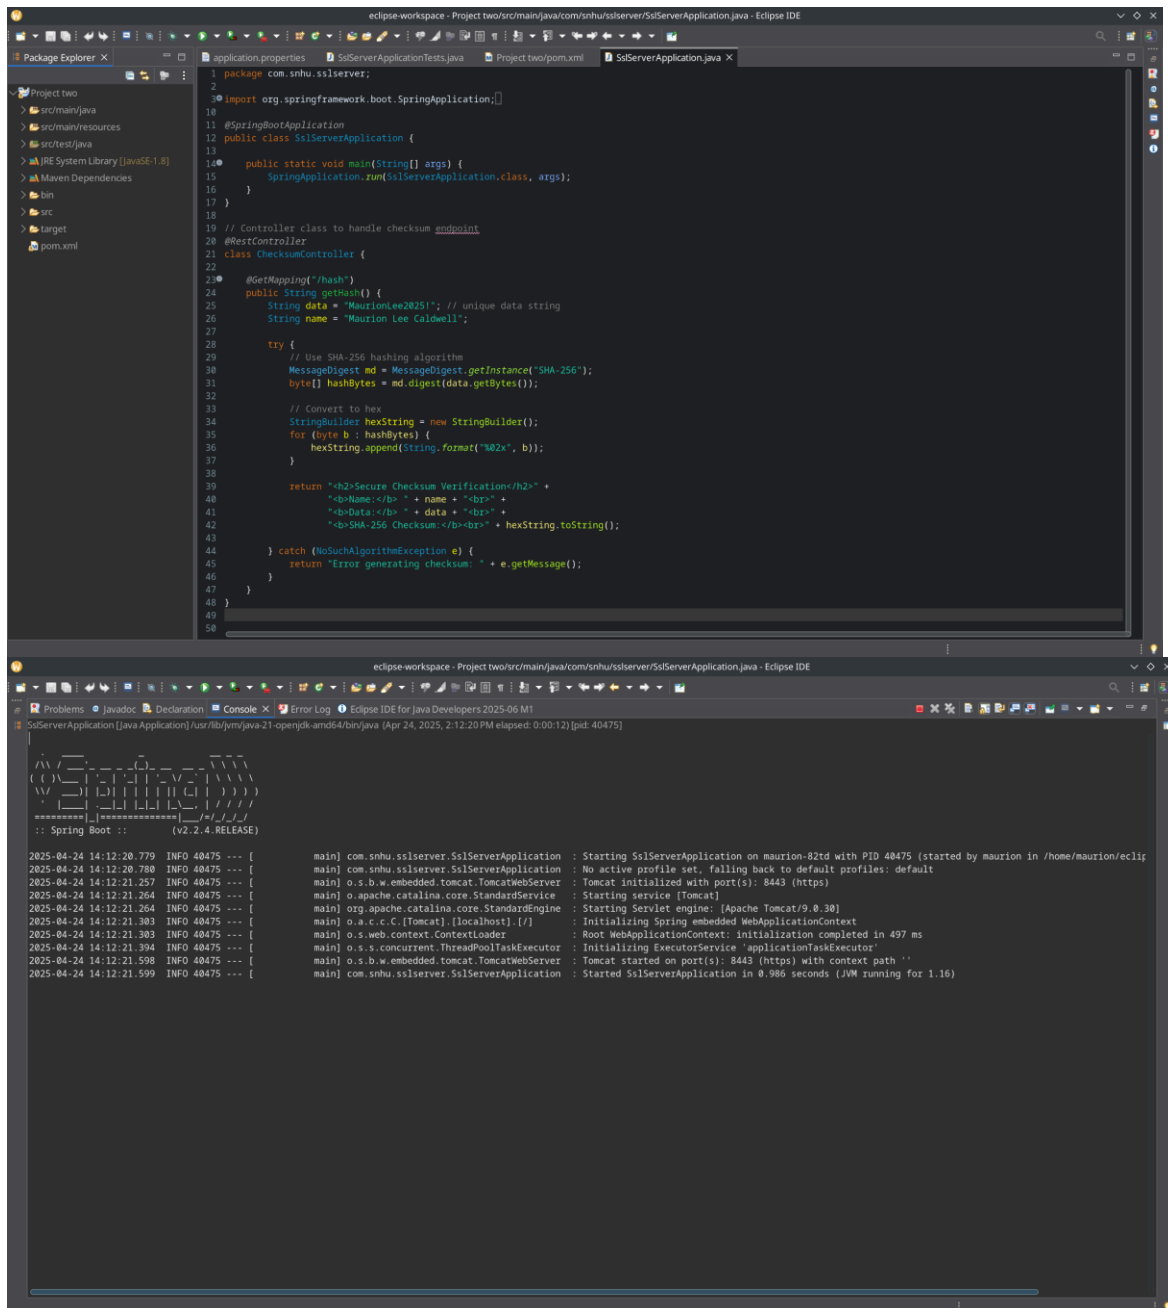 eclipse-workspace - Project two/src/main/java/com/snhu/sslserver/SslServerApplication.java - Eclipse IDE
Package Explorer
application.properties
SslServerApplicationTests.java
Project two/pom.xml
SslServerApplication.java
Project two
src/main/java
src/main/resources
src/test/java
JRE System Library [JavaSE-1.8]
Maven Dependencies
bin
src
target
pom.xml
1 package com.snhu.sslserver;
2
3 import org.springframework.boot.SpringApplication;
10
11 @SpringBootApplication
12 public class SslServerApplication {
13
14 public static void main(String[] args) {
15 SpringApplication.run(SslServerApplication.class, args);
16 }
17 }
18
19 // Controller class to handle checksum endpoint
20 @RestController
21 class ChecksumController {
22
23 @GetMapping("/hash")
24 public String getHash() {
25 String data = "MaurionLee2025!"; // unique data string
26 String name = "Maurion Lee Caldwell";
27
28 try {
29 // Use SHA-256 hashing algorithm
30 MessageDigest md = MessageDigest.getInstance("SHA-256");
31 byte[] hashBytes = md.digest(data.getBytes());
32
33 // Convert to hex
34 StringBuilder hexString = new StringBuilder();
35 for (byte b : hashBytes) {
36 hexString.append(String.format("%02x", b));
37 }
38
39 return "<h2>Secure Checksum Verification</h2>" +
40 "<b>Name:</b> " + name + "<br>" +
41 "<b>Data:</b> " + data + "<br>" +
42 "<b>SHA-256 Checksum:</b><br>" + hexString.toString();
43
44 } catch (NoSuchAlgorithmException e) {
45 return "Error generating checksum: " + e.getMessage();
46 }
47 }
48 }
49
50
eclipse-workspace - Project two/src/main/java/com/snhu/sslserver/SslServerApplication.java - Eclipse IDE
Problems
Javadoc
Declaration
Console
Error Log
Eclipse IDE for Java Developers 2025-06 M1
SslServerApplication [Java Application] /usr/lib/jvm/java-21-openjdk-amd64/bin/java (Apr 24, 2025, 2:12:20 PM elapsed: 0:00:12) [pid: 40475]
:: Spring Boot :: (v2.2.4.RELEASE)
2025-04-24 14:12:20.779 INFO 40475 --- [ main] com.snhu.sslserver.SslServerApplication : Starting SslServerApplication on maurion-82td with PID 40475 (started by maurion in /home/maurion/eclip
2025-04-24 14:12:20.780 INFO 40475 --- [ main] com.snhu.sslserver.SslServerApplication : No active profile set, falling back to default profiles: default
2025-04-24 14:12:21.257 INFO 40475 --- [ main] o.s.b.w.embedded.tomcat.TomcatWebServer : Tomcat initialized with port(s): 8443 (https)
2025-04-24 14:12:21.264 INFO 40475 --- [ main] o.apache.catalina.core.StandardService : Starting service [Tomcat]
2025-04-24 14:12:21.264 INFO 40475 --- [ main] org.apache.catalina.core.StandardEngine : Starting Servlet engine: [Apache Tomcat/9.0.30]
2025-04-24 14:12:21.303 INFO 40475 --- [ main] o.a.c.c.C.[Tomcat].[localhost].[/] : Initializing Spring embedded WebApplicationContext
2025-04-24 14:12:21.303 INFO 40475 --- [ main] o.s.web.context.ContextLoader : Root WebApplicationContext: initialization completed in 497 ms
2025-04-24 14:12:21.394 INFO 40475 --- [ main] o.s.s.concurrent.ThreadPoolTaskExecutor : Initializing ExecutorService 'applicationTaskExecutor'
2025-04-24 14:12:21.598 INFO 40475 --- [ main] o.s.b.w.embedded.tomcat.TomcatWebServer : Tomcat started on port(s): 8443 (https) with context path ''
2025-04-24 14:12:21.599 INFO 40475 --- [ main] com.snhu.sslserver.SslServerApplication : Started SslServerApplication in 0.986 seconds (JVM running for 1.16)